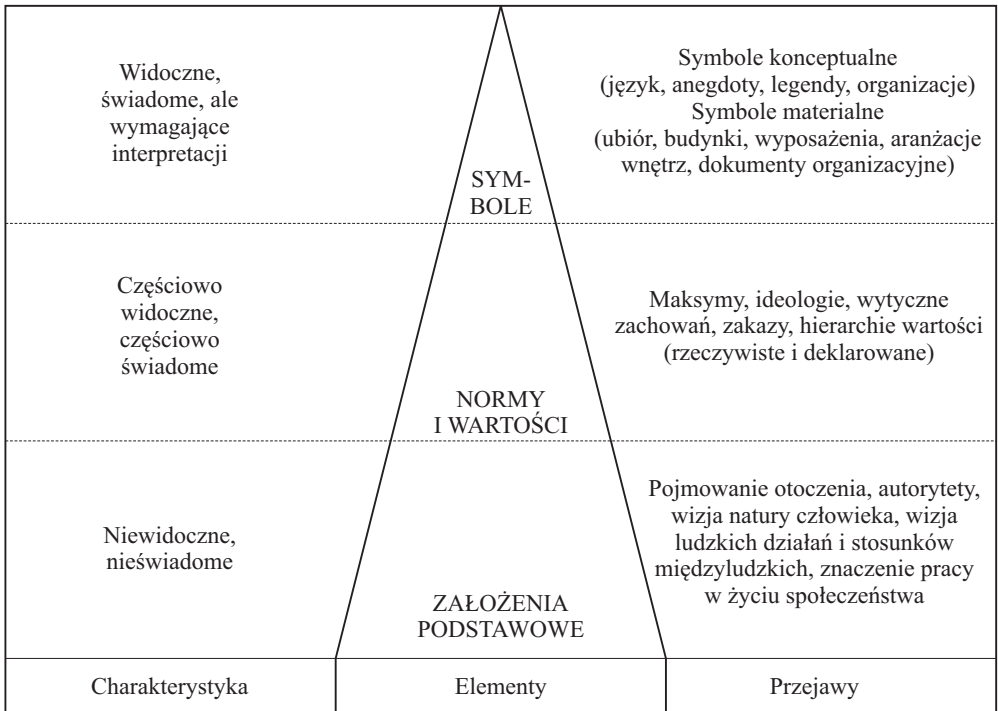 Widoczne,
świadome, ale
wymagające
interpretacji
SYM-
BOLE
Symbole konceptualne
(język, anegdoty, legendy, organizacje)
Symbole materialne
(ubiór, budynki, wyposażenia, aranżacje
wnętrz, dokumenty organizacyjne)
Częściowo
widoczne,
częściowo
świadome
NORMY
I WARTOŚCI
Maksymy, ideologie, wytyczne
zachowań, zakazy, hierarchie wartości
(rzeczywiste i deklarowane)
Niewidoczne,
nieświadome
ZAŁOŻENIA
PODSTAWOWE
Pojmowanie otoczenia, autorytety,
wizja natury człowieka, wizja
ludzkich działań i stosunków
międzyludzkich, znaczenie pracy
w życiu społeczeństwa
Charakterystyka
Elementy
Przejawy